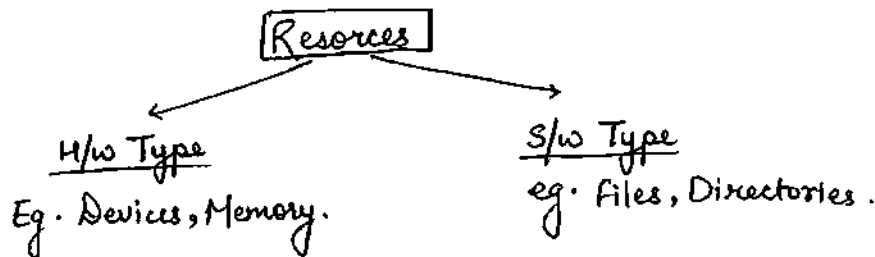 Resorces
H/w Type
S/w Type
Eg. Devices, Memory.
eg. files, Directories.